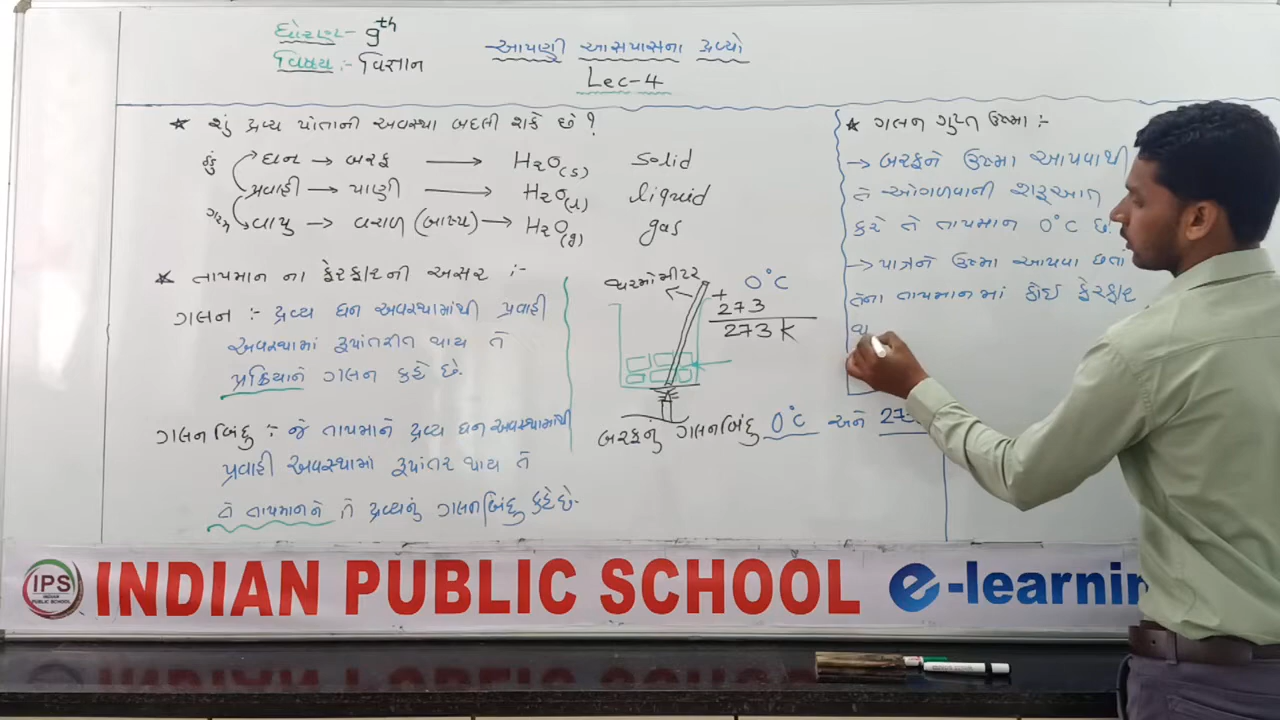 ધોરણ - 9th
વિષય :- વિજ્ઞાન
આપણી આસપાસના દ્રવ્યો
Lec-4
★ શું દ્રવ્ય પોતાની અવસ્થા બદલી શકે છે ?
ઠંડુ
ઘન → બરફ → H2O(s) solid
પ્રવાહી → પાણી → H2O(l) liquid
ગરમ
વાયુ → વરાળ (બાષ્પ) → H2O(g) gas
★ તાપમાન ના ફેરફારની અસર :-
ગલન :- દ્રવ્ય ઘન અવસ્થામાંથી પ્રવાહી
અવસ્થામાં રૂપાંતરીત થાય તે
પ્રક્રિયાને ગલન કહે છે.
ગલનબિંદુ :- જે તાપમાને દ્રવ્ય ઘન અવસ્થામાંથી
પ્રવાહી અવસ્થામાં રૂપાંતર થાય તે
તે તાપમાનને તે દ્રવ્યનું ગલનબિંદુ કહે છે.
થરમોમીટર
0°C
+ 273
273 K
બરફનું ગલનબિંદુ 0°C અને
★ ગલન ગુપ્ત ઉષ્મા :-
→ બરફને ઉષ્મા આપવાથી
તે ઓગળવાની શરૂઆત
કરે તે તાપમાન 0°C છે.
→ પાત્રને ઉષ્મા આપવા છતાં
તેના તાપમાનમાં કોઈ ફેરફાર
થ
IPS
INDIAN
PUBLIC SCHOOL
INDIAN PUBLIC SCHOOL e-learnin